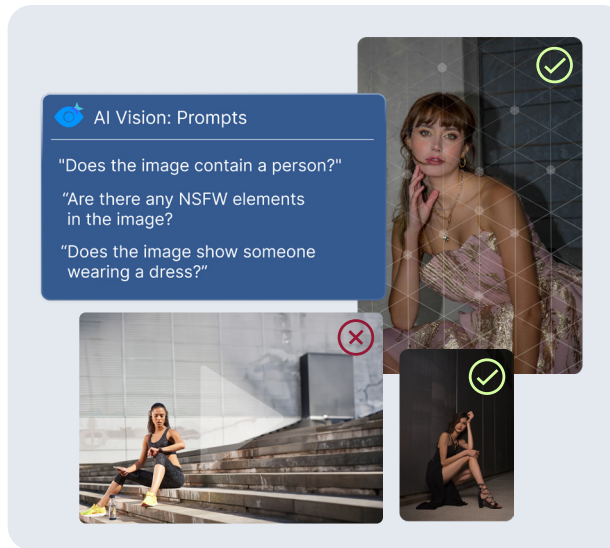 AI Vision: Prompts
"Does the image contain a person?"
“Are there any NSFW elements
in the image?
“Does the image show someone
wearing a dress?”